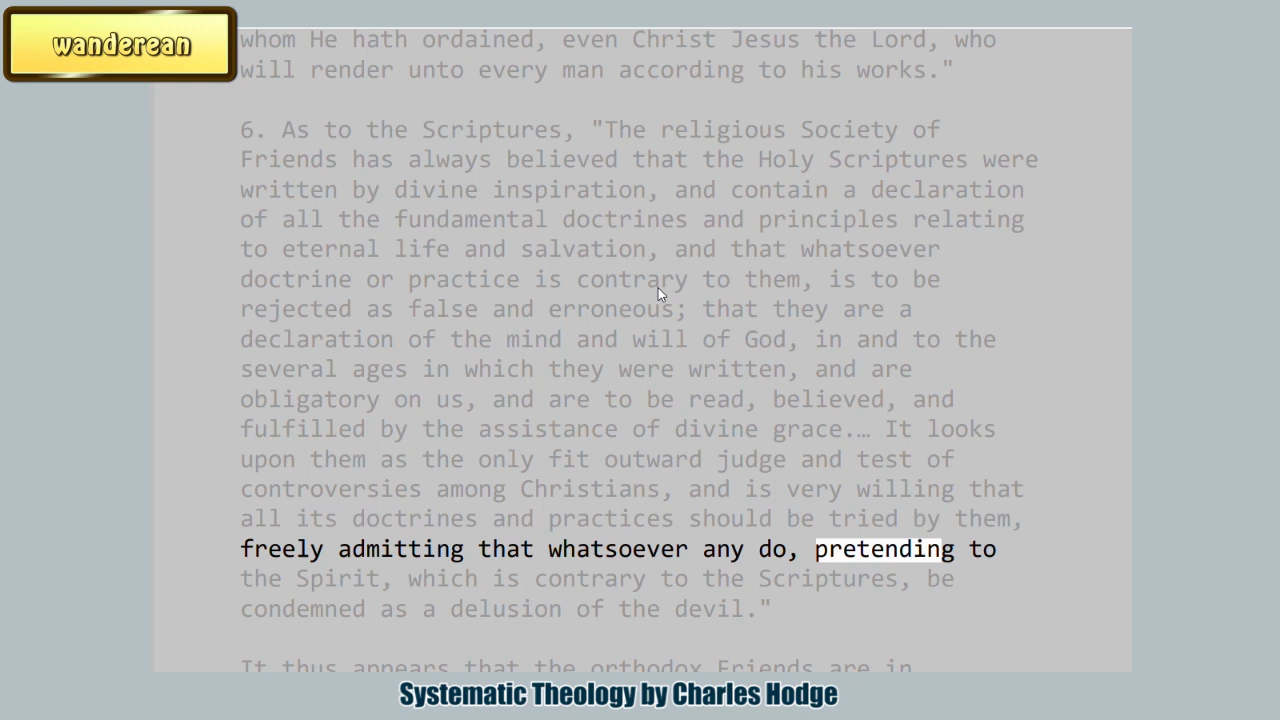 wanderean
whom He hath ordained, even Christ Jesus the Lord, who
will render unto every man according to his works."
6. As to the Scriptures, "The religious Society of
Friends has always believed that the Holy Scriptures were
written by divine inspiration, and contain a declaration
of all the fundamental doctrines and principles relating
to eternal life and salvation, and that whatsoever
doctrine or practice is contrary to them, is to be
rejected as false and erroneous; that they are a
declaration of the mind and will of God, in and to the
several ages in which they were written, and are
obligatory on us, and are to be read, believed, and
fulfilled by the assistance of divine grace.… It looks
upon them as the only fit outward judge and test of
controversies among Christians, and is very willing that
all its doctrines and practices should be tried by them,
freely admitting that whatsoever any do, pretending to
the Spirit, which is contrary to the Scriptures, be
condemned as a delusion of the devil."
It thus appears that the orthodox Friends are in
Systematic Theology by Charles Hodge